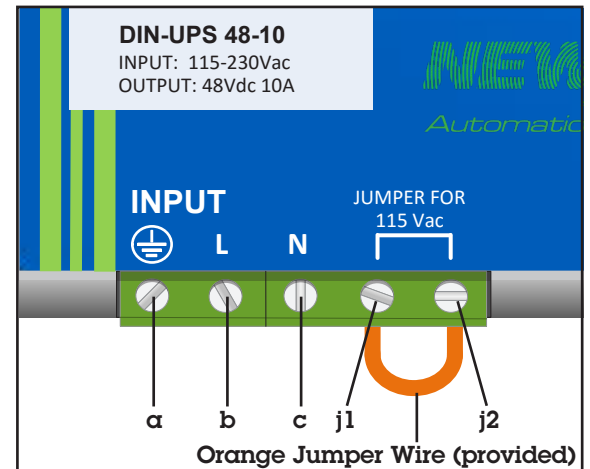 DIN-UPS 48-10
INPUT: 115-230Vac
OUTPUT: 48Vdc 10A
Automatic
INPUT
JUMPER FOR
115 Vac
L N
a b c j1 j2
Orange Jumper Wire (provided)